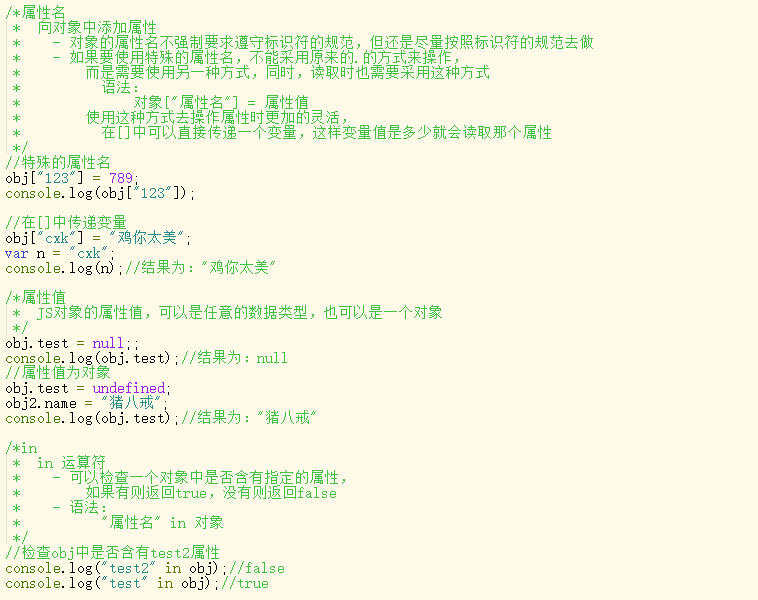 /*属性名
 *  向对象中添加属性
 *    - 对象的属性名不强制要求遵守标识符的规范，但还是尽量按照标识符的规范去做
 *    - 如果要使用特殊的属性名，不能采用原来的.的方式来操作，
 *        而是需要使用另一种方式，同时，读取时也需要采用这种方式
 *          语法：
 *              对象["属性名"] = 属性值
 *        使用这种方式去操作属性时更加的灵活，
 *          在[]中可以直接传递一个变量，这样变量值是多少就会读取那个属性
 */
//特殊的属性名
obj["123"] = 789;
console.log(obj["123"]);

//在[]中传递变量
obj["cxk"] = "鸡你太美";
var n = "cxk";
console.log(n);//结果为："鸡你太美"

/*属性值
 *  JS对象的属性值，可以是任意的数据类型，也可以是一个对象
 */
obj.test = null;;
console.log(obj.test);//结果为：null
//属性值为对象
obj.test = undefined;
obj2.name = "猪八戒";
console.log(obj.test);//结果为："猪八戒"

/*in
 *  in 运算符
 *    - 可以检查一个对象中是否含有指定的属性，
 *        如果有则返回true，没有则返回false
 *    - 语法：
 *          "属性名" in 对象
 */
//检查obj中是否含有test2属性
console.log("test2" in obj);//false
console.log("test" in obj);//true